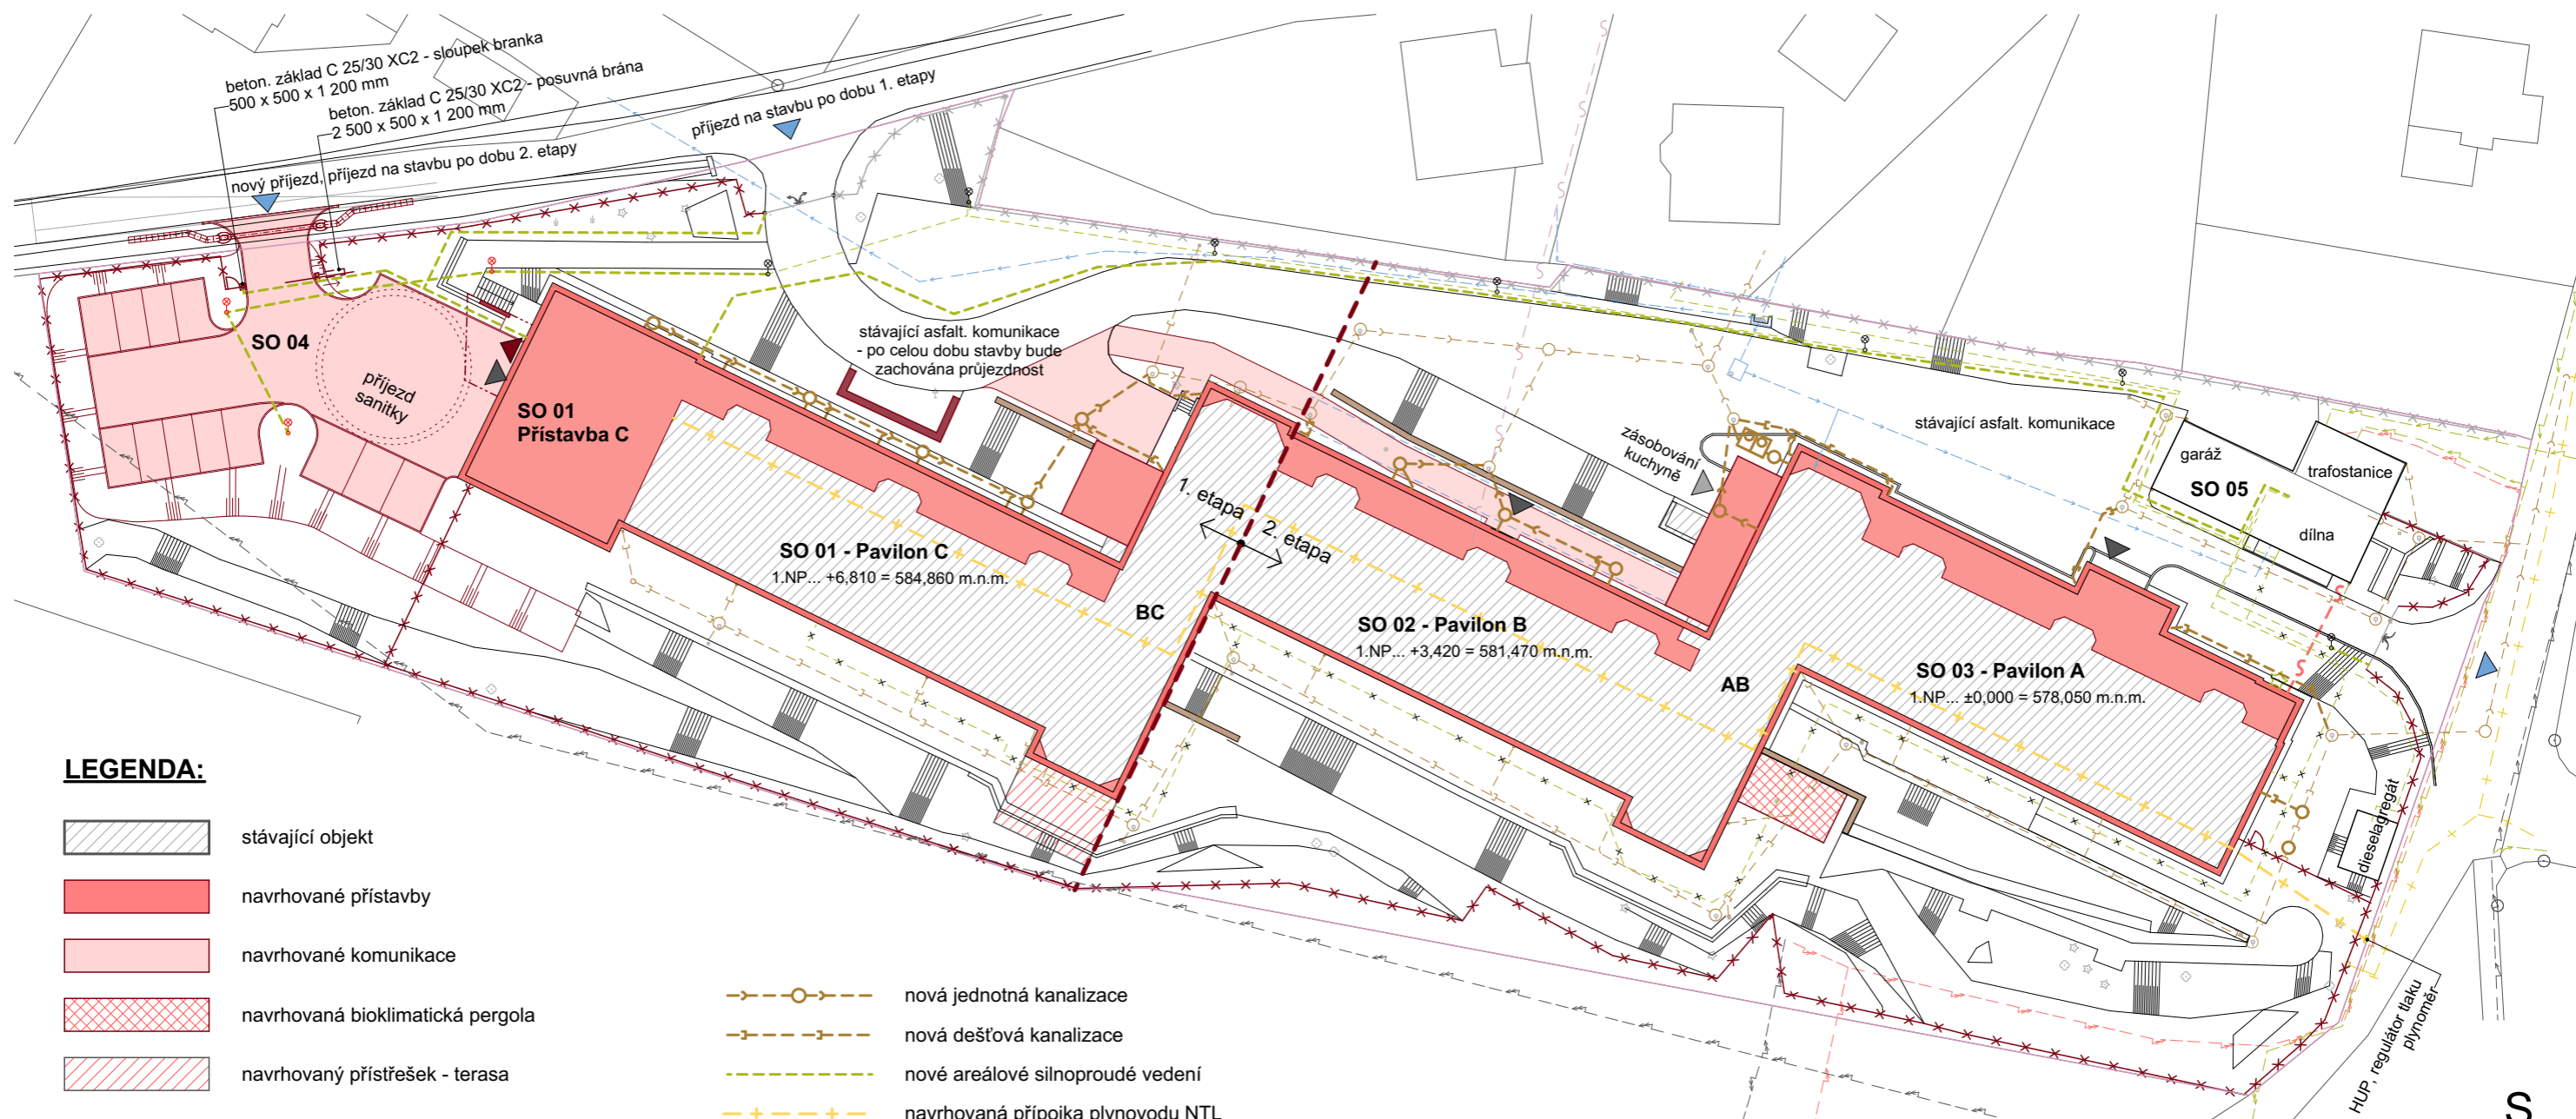 beton. základ C 25/30 XC2 - sloupek branka
500 x 500 x 1 200 mm
beton. základ C 25/30 XC2 - posuvná brána
2 500 x 500 x 1 200 mm
příjezd na stavbu po dobu 1. etapy
nový příjezd, příjezd na stavbu po dobu 2. etapy
SO 04
příjezd
sanitky
SO 01
Přístavba C
stávající asfalt. komunikace
- po celou dobu stavby bude
zachována průjezdnost
zásobování
kuchyně
stávající asfalt. komunikace
garáž
trafostanice
SO 05
dílna
1. etapa
2. etapa
SO 01 - Pavilon C
1.NP... +6,810 = 584,860 m.n.m.
BC
SO 02 - Pavilon B
1.NP... +3,420 = 581,470 m.n.m.
AB
SO 03 - Pavilon A
1.NP... ±0,000 = 578,050 m.n.m.
dieselagregát
HUP, regulátor tlaku
plynoměr
LEGENDA:
stávající objekt
navrhované přístavby
navrhované komunikace
navrhovaná bioklimatická pergola
navrhovaný přístřešek - terasa
nová jednotná kanalizace
nová dešťová kanalizace
nové areálové silnoproudé vedení
navrhovaná přípojka plynovodu NTL
S